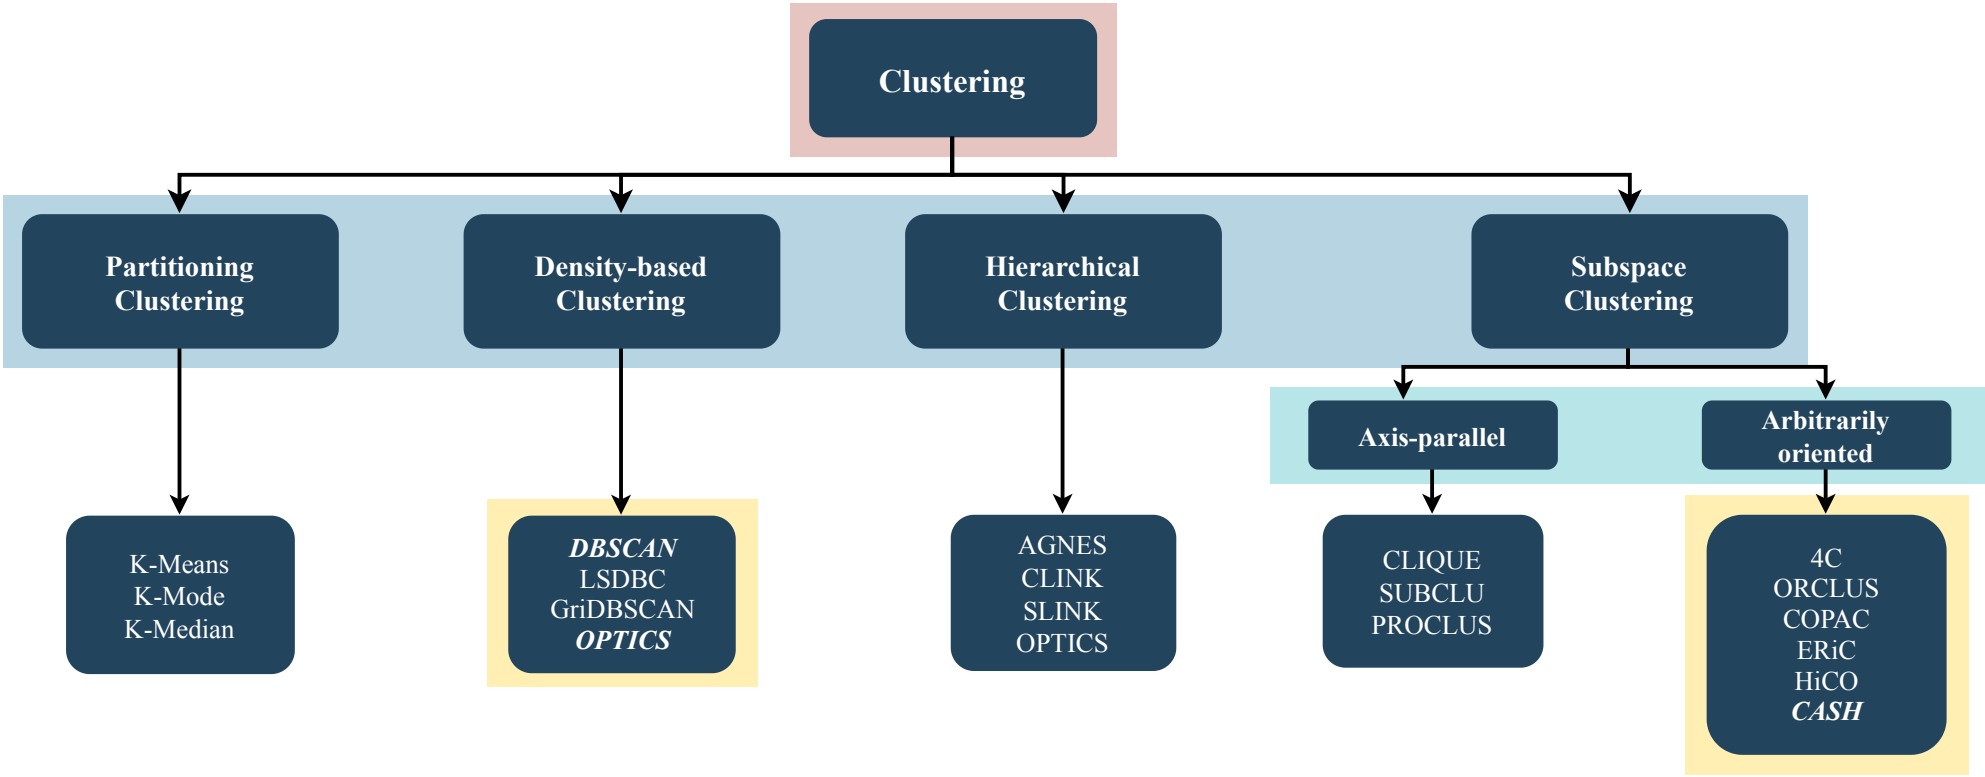 Clustering
Partitioning
Clustering
Density-based
Clustering
Hierarchical
Clustering
Subspace
Clustering
Axis-parallel
Arbitrarily
oriented
K-Means
K-Mode
K-Median
DBSCAN
LSDBC
GriDBSCAN
OPTICS
AGNES
CLINK
SLINK
OPTICS
CLIQUE
SUBCLU
PROCLUS
4C
ORCLUS
COPAC
ERiC
HiCO
CASH